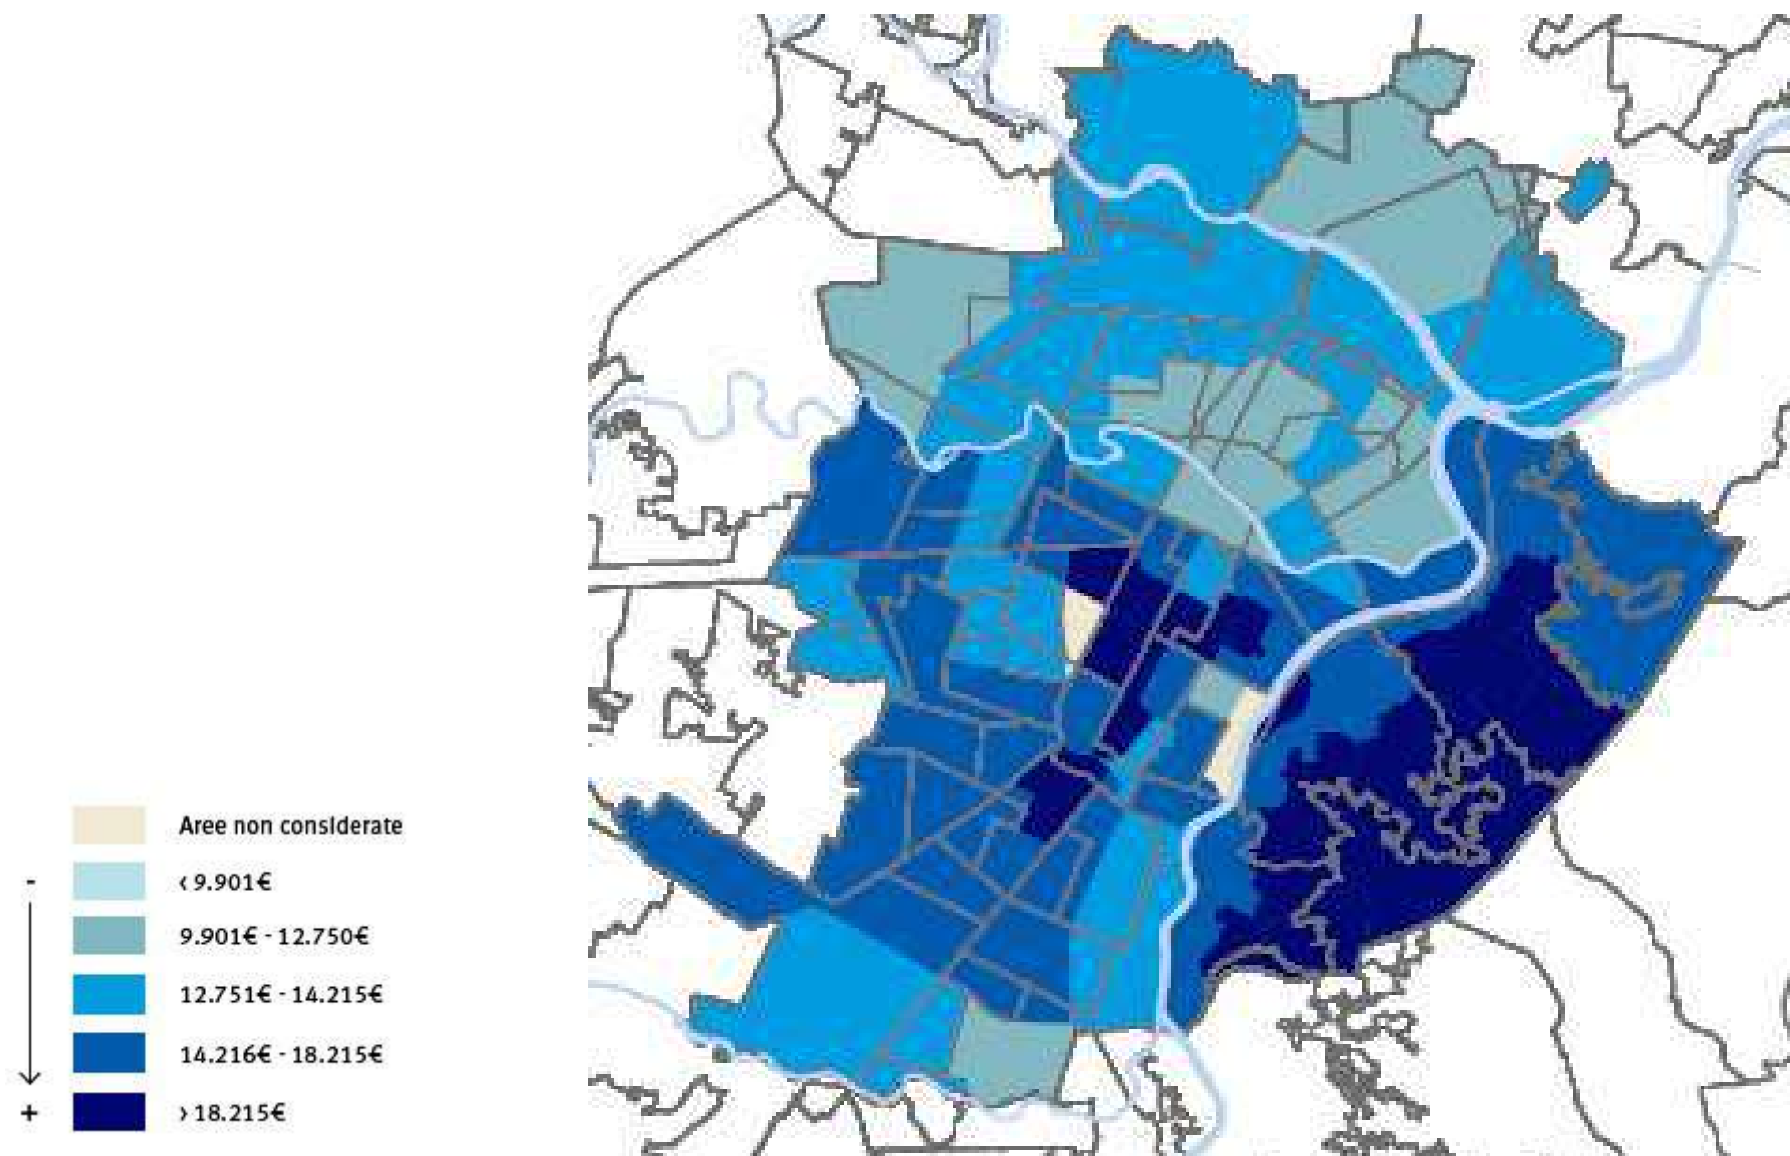 Aree non considerate
-
‹ 9.901€
9.901€ - 12.750€
12.751€ - 14.215€
14.216€ - 18.215€
+
› 18.215€